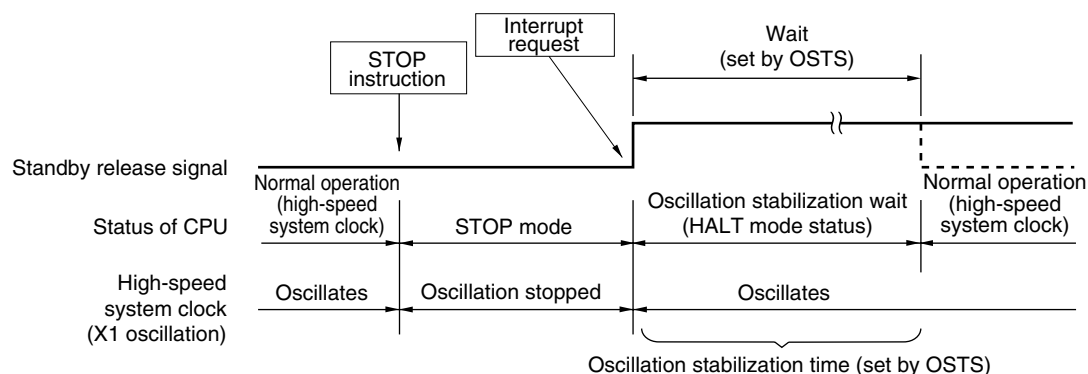 Interrupt
request
Wait
(set by OSTS)
STOP
instruction
Standby release signal
Normal operation
(high-speed
system clock)
Oscillation stabilization wait
(HALT mode status)
Normal operation
(high-speed
system clock)
Status of CPU
STOP mode
High-speed
system clock
(X1 oscillation)
Oscillates
Oscillation stopped
Oscillates
Oscillation stabilization time (set by OSTS)